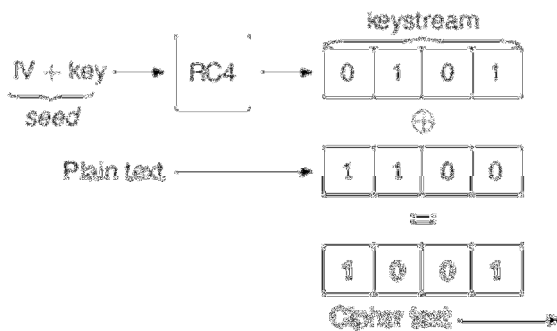 keystream
IV + key
RC4
0 1 0 1
seed
⊕
Plain text
1 1 0 0
=
1 0 0 1
Cipher text